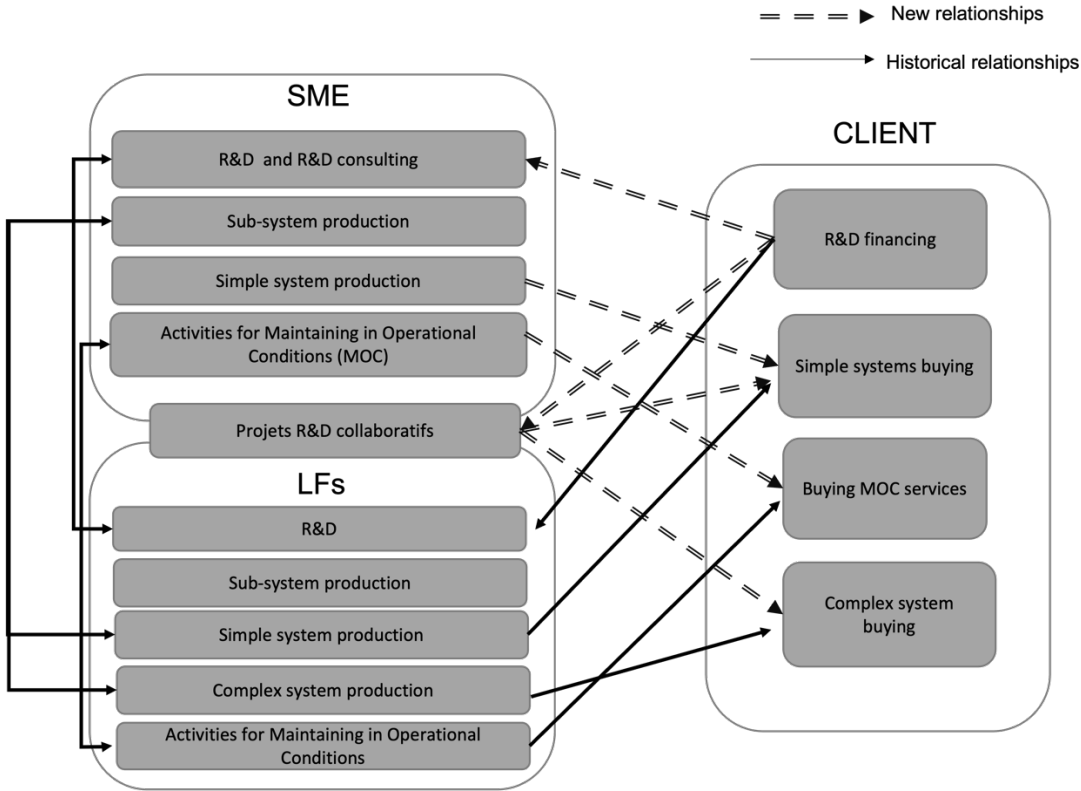 New relationships
Historical relationships
SME
R&D and R&D consulting
Sub-system production
Simple system production
Activities for Maintaining in Operational
Conditions (MOC)
Projets R&D collaboratifs
LFs
R&D
Sub-system production
Simple system production
Complex system production
Activities for Maintaining in Operational
Conditions
CLIENT
R&D financing
Simple systems buying
Buying MOC services
Complex system
buying